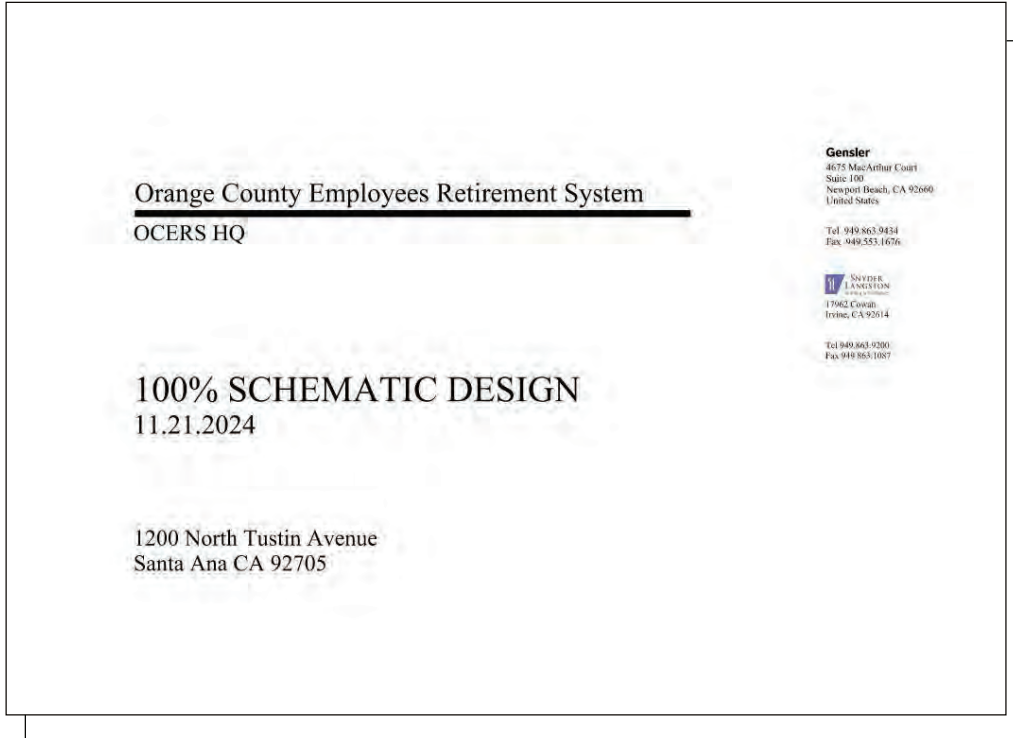 Orange County Employees Retirement System
OCERS HQ
100% SCHEMATIC DESIGN
11.21.2024
1200 North Tustin Avenue
Santa Ana CA 92705
Gensler
4675 MacArthur Court
Suite 100
Newport Beach, CA 92660
United States
Tel 949.863.9434
Fax 949.553.1676
SNYDER
LANGSTON
17962 Cowan
Irvine, CA 92614
Tel 949.863.9200
Fax 949.863.1087